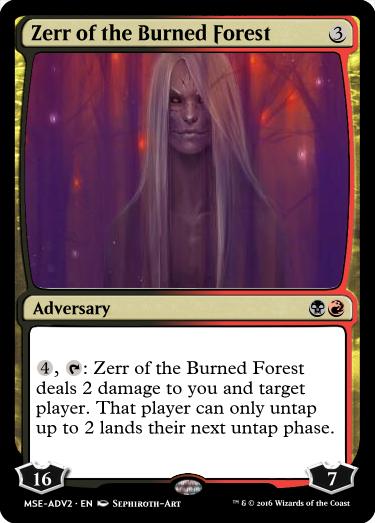 Zerr of the Burned Forest 3
Adversary
4, : Zerr of the Burned Forest
deals 2 damage to you and target
player. That player can only untap
up to 2 lands their next untap phase.
16 7
MSE-ADV2 • EN Sephiroth-Art ™ & © 2016 Wizards of the Coast